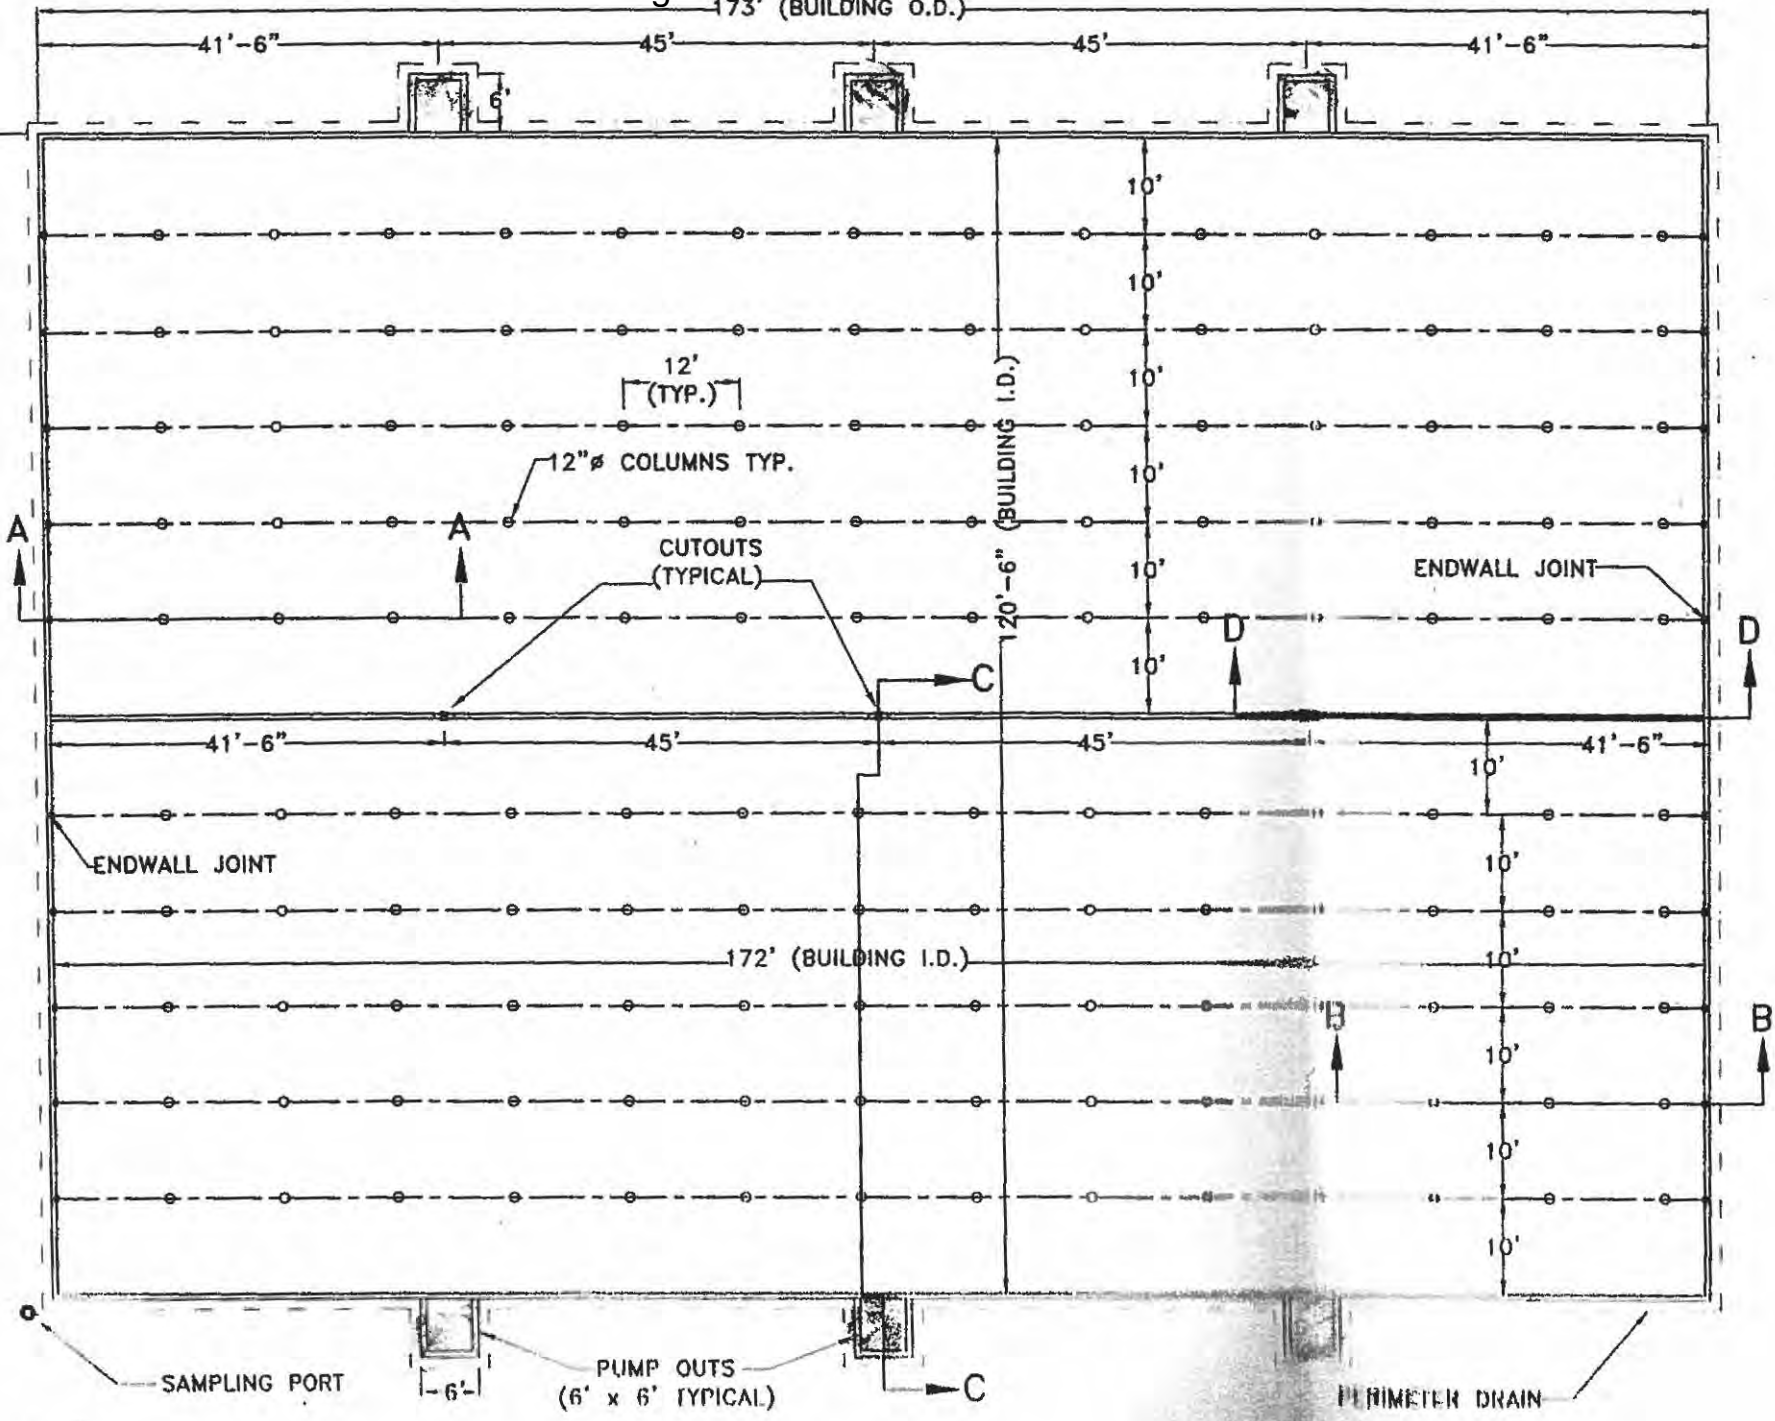 173' (BUILDING O.D.)
41'-6"
45'
45'
41'-6"
6'
10'
10'
12'
(TYP.)
10'
12"ø COLUMNS TYP.
10'
120'-6" (BUILDING I.D.)
A
A
CUTOUTS
(TYPICAL)
10'
ENDWALL JOINT
D
D
10'
C
41'-6"
45'
45'
41'-6"
10'
ENDWALL JOINT
10'
172' (BUILDING I.D.)
10'
B
B
10'
10'
10'
SAMPLING PORT
6'
PUMP OUTS
(6' x 6' TYPICAL)
C
PERIMETER DRAIN